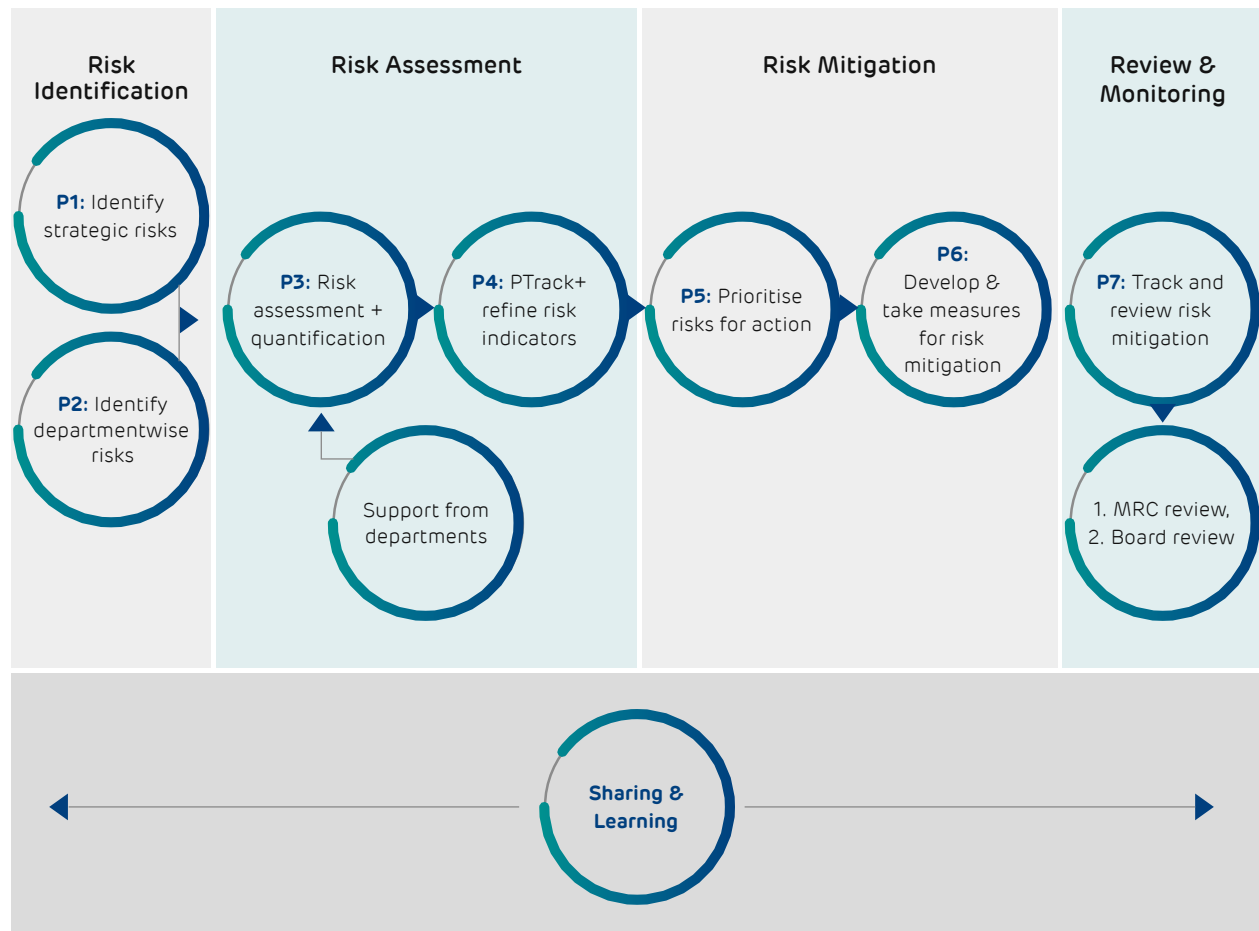 Risk
Identification
P1: Identify
strategic risks
P2: Identify
departmentwise
risks
Risk Assessment
P3: Risk
assessment +
quantification
P4: PTrack+
refine risk
indicators
Support from
departments
Risk Mitigation
P5: Prioritise
risks for action
P6:
Develop &
take measures
for risk
mitigation
Review &
Monitoring
P7: Track and
review risk
mitigation
1. MRC review,
2. Board review
Sharing &
Learning